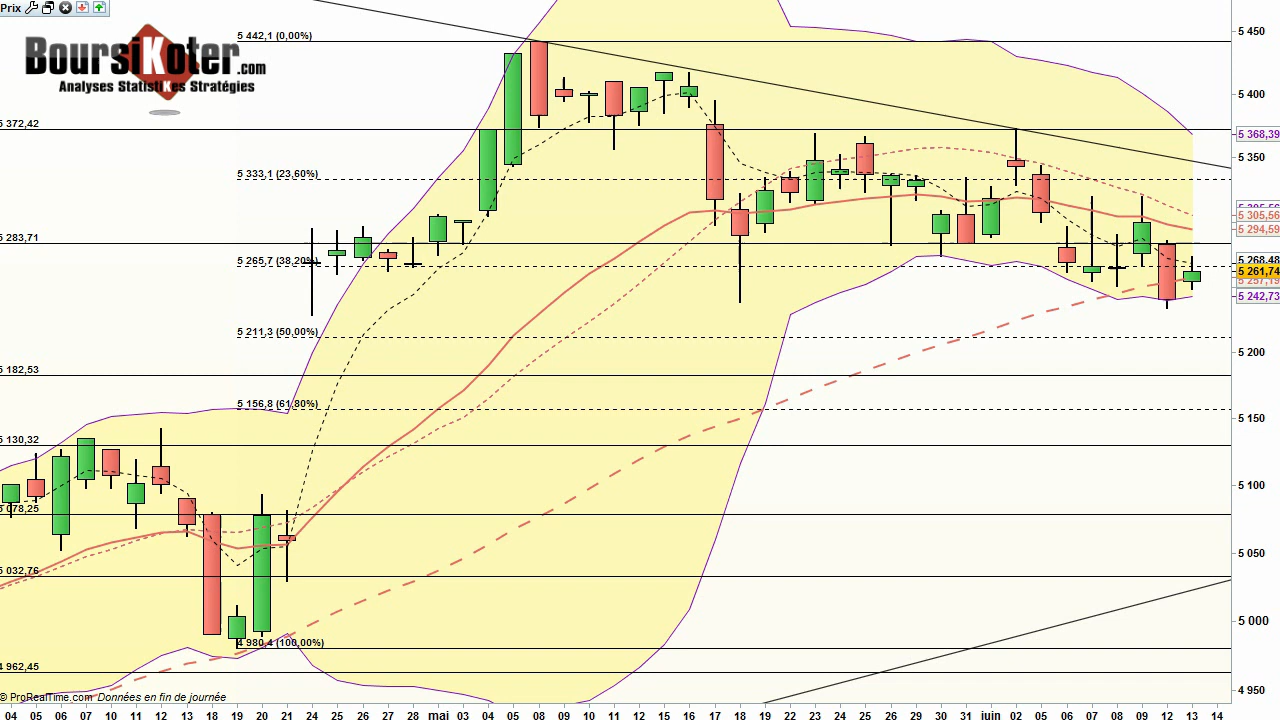 Prix
BoursiKoter.com
Analyses StatistiKes Stratégies
5 442,1 (0,00%)
5 372,42
5 333,1 (23,60%)
5 283,71
5 265,7 (38,20%)
5 211,3 (50,00%)
5 182,53
5 156,8 (61,80%)
5 130,32
5 078,25
5 032,76
4 980,4 (100,00%)
4 962,45
5 450
5 400
5 368,39
5 350
5 305,56
5 294,59
5 268,48
5 261,74
5 257,19
5 242,73
5 200
5 150
5 100
5 050
5 000
4 950
© ProRealTime.com Données en fin de journée
04 05 06 07 10 11 12 13 18 19 20 21 24 25 26 27 28 mai 03 04 05 08 09 10 11 12 15 16 17 18 19 22 23 24 25 26 29 30 31 juin 02 05 06 07 08 09 12 13 14